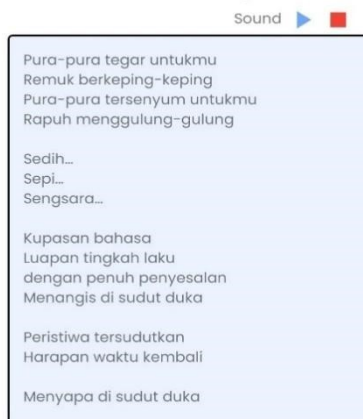 Sound
Pura-pura tegar untukmu
Remuk berkeping-keping
Pura-pura tersenyum untukmu
Rapuh menggulung-gulung
Sedih...
Sepi...
Sengsara...
Kupasan bahasa
Luapan tingkah laku
dengan penuh penyesalan
Menangis di sudut duka
Peristiwa tersudutkan
Harapan waktu kembali
Menyapa di sudut duka